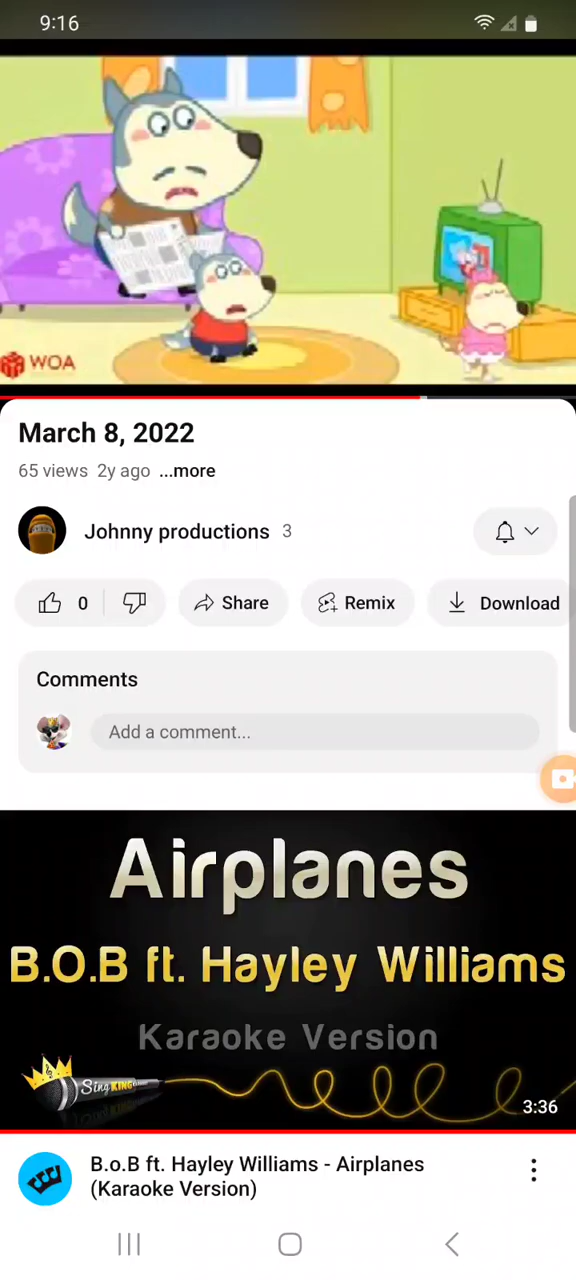 9:16
WOA
March 8, 2022
65 views 2y ago ...more
Johnny productions 3
0
Share
Remix
Download
Comments
Add a comment...
Airplanes
B.O.B ft. Hayley Williams
Karaoke Version
Sing KING
3:36
B.o.B ft. Hayley Williams - Airplanes
(Karaoke Version)